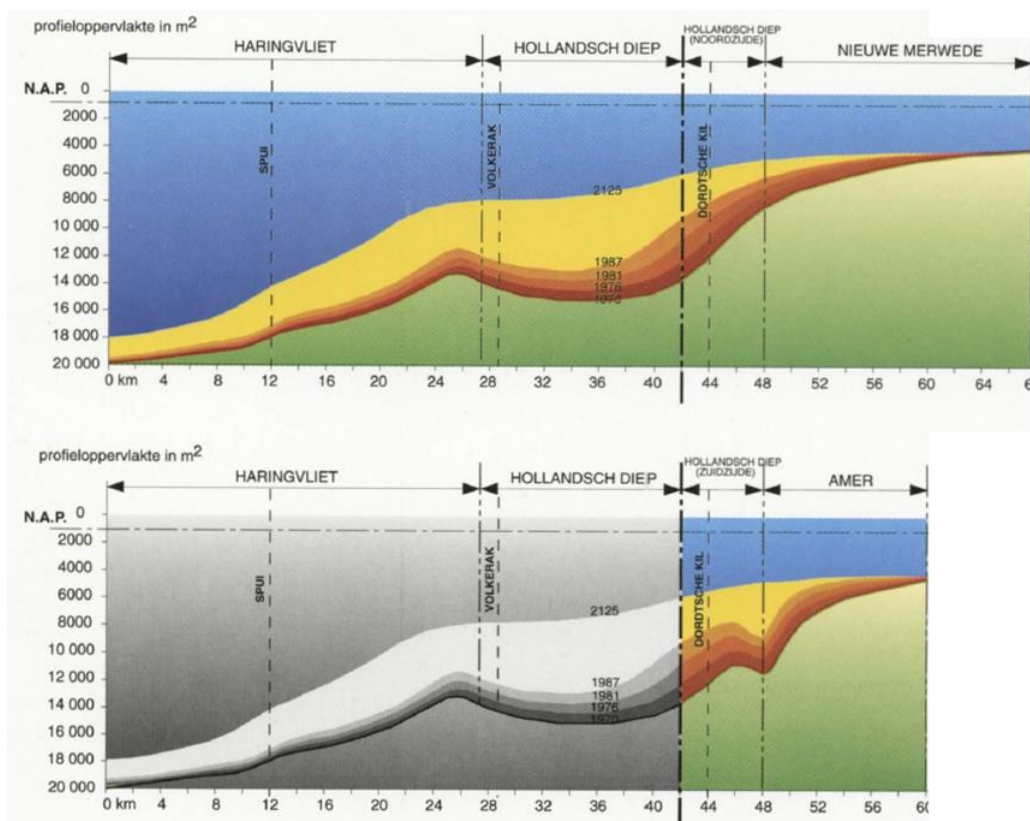 profieloppervlakte in m²
HARINGVLIET
HOLLANDSCH DIEP
HOLLANDSCH DIEP
(NOORDZIJDE)
NIEUWE MERWEDE
N.A.P. 0
2000
4000
6000
8000
10 000
12 000
14 000
16 000
18 000
20 000
SPUI
VOLKERAK
DORDTSCHE KIL
2125
1987
1981
1976
1970
0 km 4 8 12 16 20 24 28 32 36 40 44 48 52 56 60 64
profieloppervlakte in m²
HARINGVLIET
HOLLANDSCH DIEP
HOLLANDSCH DIEP
(ZUIDZIJDE)
AMER
N.A.P. 0
2000
4000
6000
8000
10 000
12 000
14 000
16 000
18 000
20 000
SPUI
VOLKERAK
DORDTSCHE KIL
2125
1987
1981
1976
1970
0 km 4 8 12 16 20 24 28 32 36 40 44 48 52 56 60